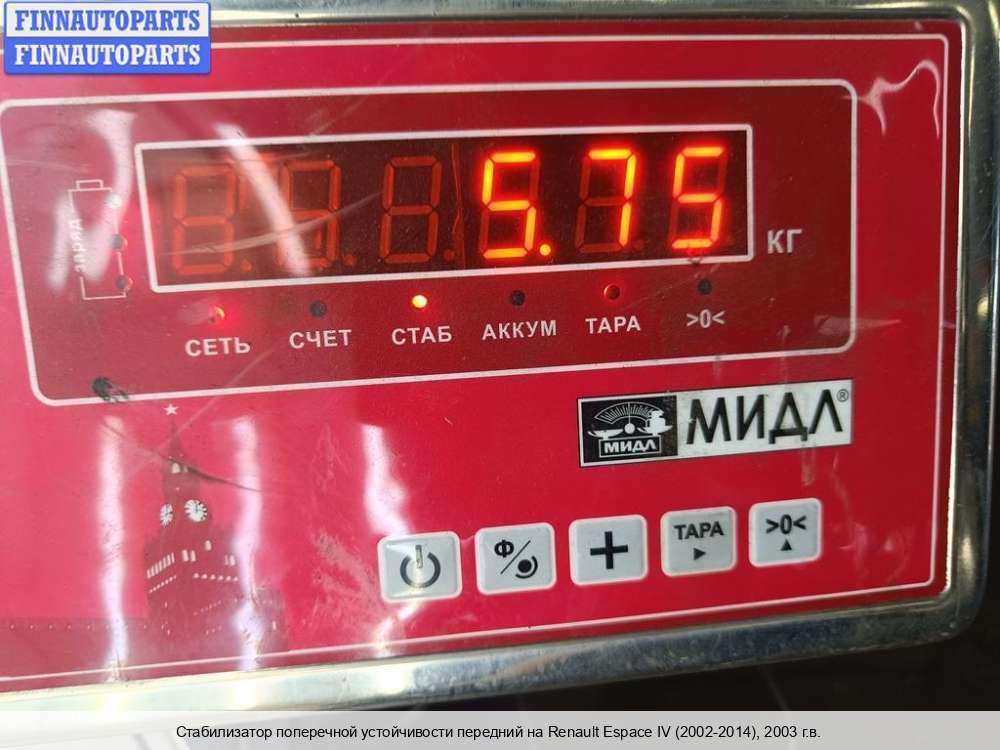 FINNAUTOPARTS
FINNAUTOPARTS
5.75
КГ
заряд
СЕТЬ СЧЕТ СТАБ АККУМ ТАРА >0<
МИДЛ МИДЛ®
Ф + ТАРА >0<
Стабилизатор поперечной устойчивости передний на Renault Espace IV (2002-2014), 2003 г.в.